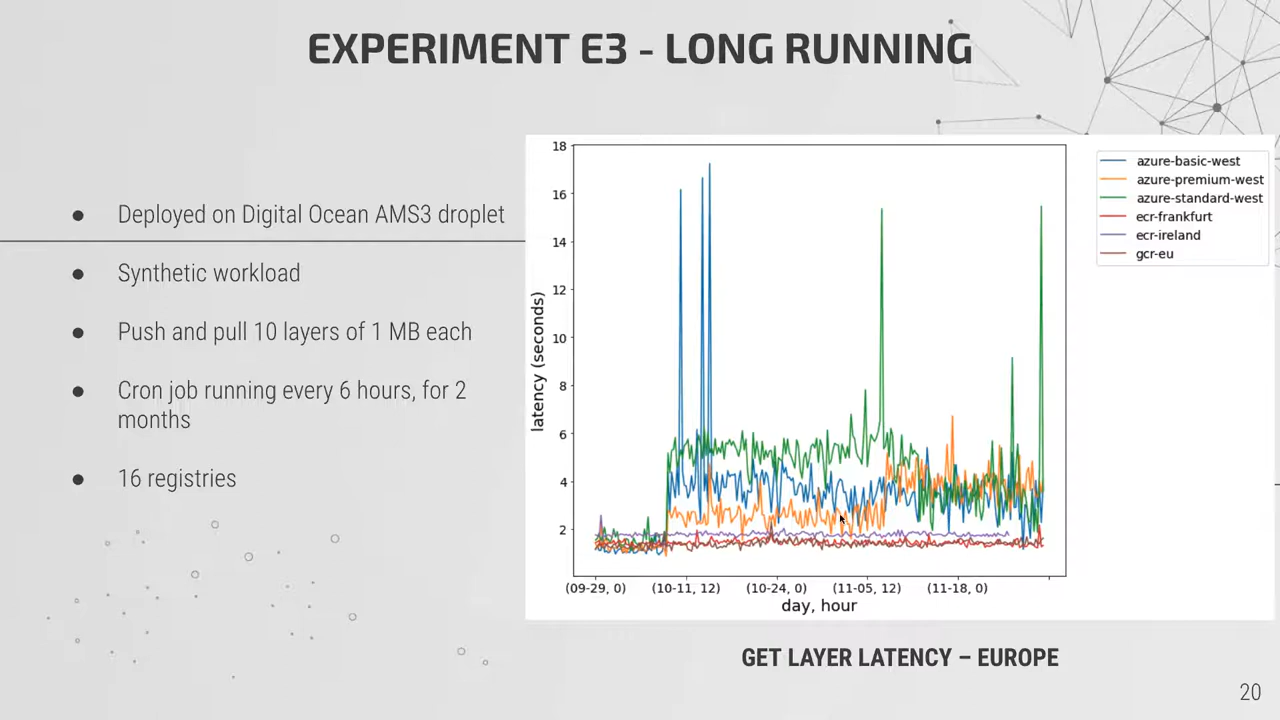 EXPERIMENT E3 - LONG RUNNING
● Deployed on Digital Ocean AMS3 droplet
● Synthetic workload
● Push and pull 10 layers of 1 MB each
● Cron job running every 6 hours, for 2
months
● 16 registries
18
16
14
12
10
8
6
4
2
latency (seconds)
(09-29, 0)
(10-11, 12)
(10-24, 0)
(11-05, 12)
(11-18, 0)
day, hour
azure-basic-west
azure-premium-west
azure-standard-west
ecr-frankfurt
ecr-ireland
gcr-eu
GET LAYER LATENCY – EUROPE
20